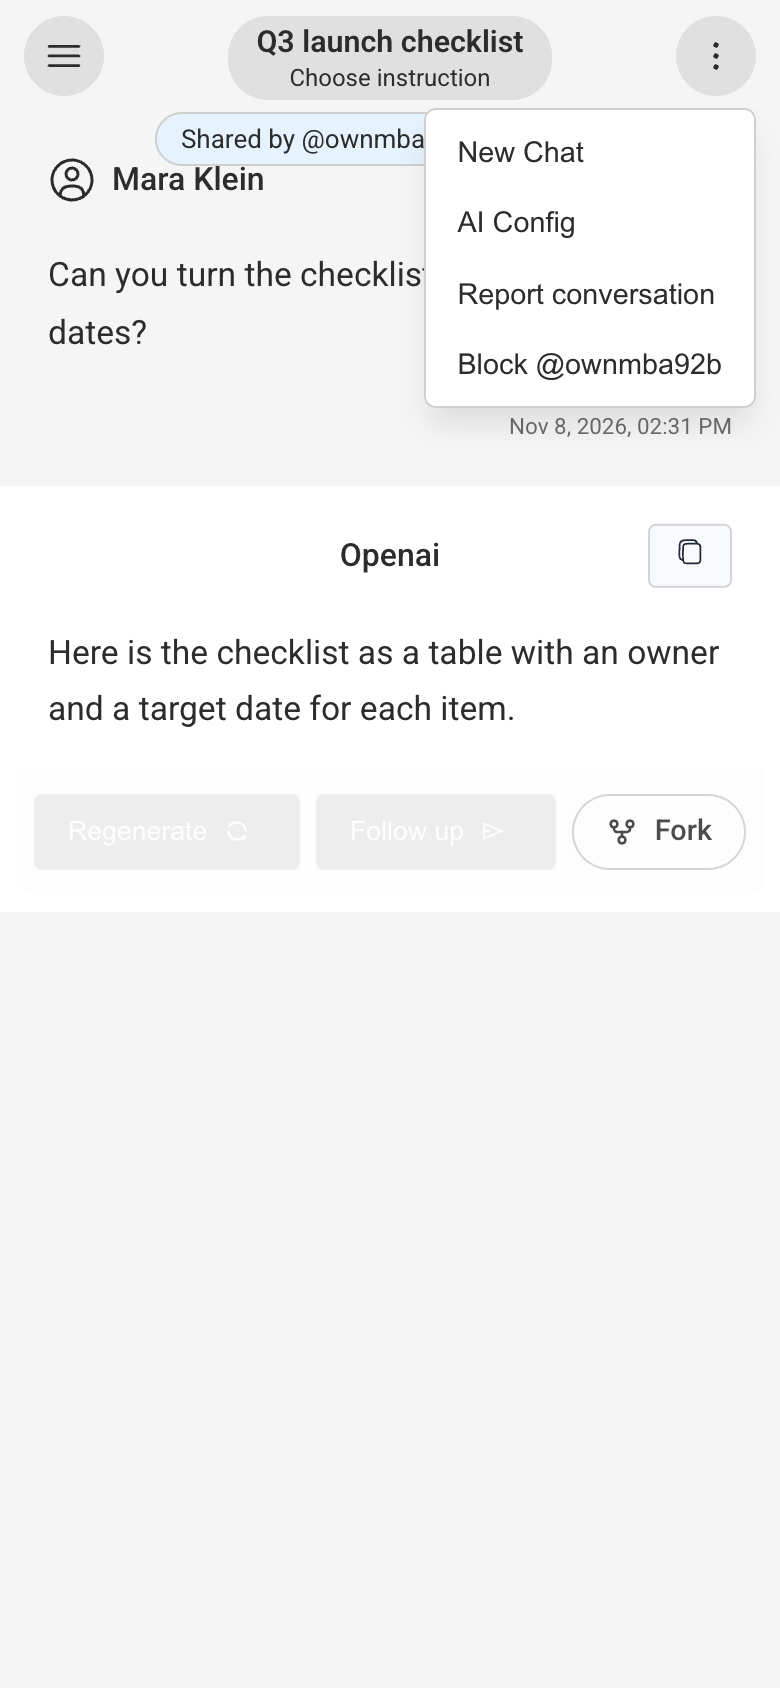 Q3 launch checklist
Choose instruction
Shared by @ownmba
New Chat
AI Config
Report conversation
Block @ownmba92b
Mara Klein
Can you turn the checklist
dates?
Nov 8, 2026, 02:31 PM
Openai
Here is the checklist as a table with an owner
and a target date for each item.
Regenerate
Follow up
Fork